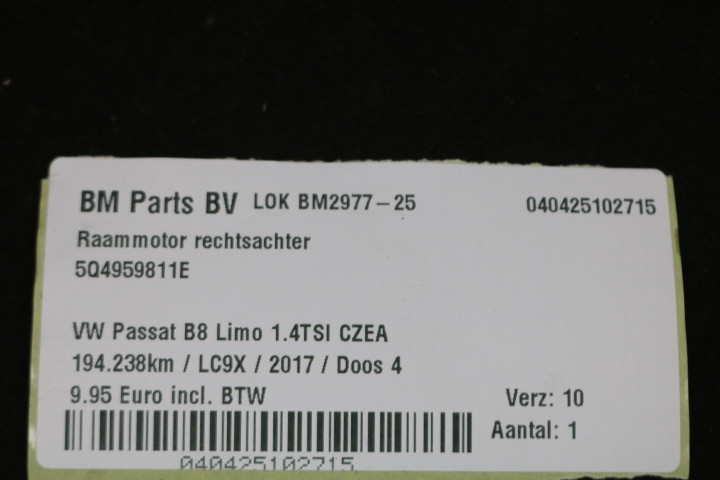 BM Parts BV LOK BM2977-25 040425102715
Raammotor rechtsachter
5Q4959811E
VW Passat B8 Limo 1.4TSI CZEA
194.238km / LC9X / 2017 / Doos 4
9.95 Euro incl. BTW Verz: 10
Aantal: 1
040425102715